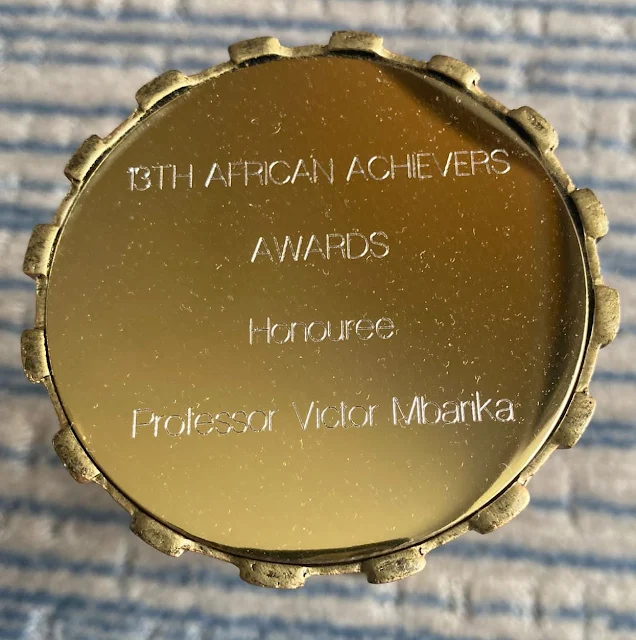 13TH AFRICAN ACHIEVERS
AWARDS
Honouree
Professor Victor Mbarika